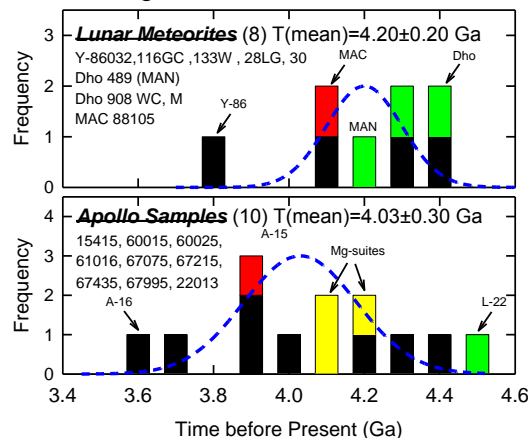 Lunar Meteorites (8) T(mean)=4.20±0.20 Ga
Y-86032,116GC ,133W , 28LG, 30
Dho 489 (MAN)
Dho 908 WC, M
MAC 88105
MAC
Dho
Y-86
MAN
Frequency
3
2
1
0
Apollo Samples (10) T(mean)=4.03±0.30 Ga
A-15
15415, 60015, 60025,
61016, 67075, 67215,
67435, 67995, 22013
Mg-suites
A-16
L-22
Frequency
4
3
2
1
0
3.4 3.6 3.8 4.0 4.2 4.4 4.6
Time before Present (Ga)